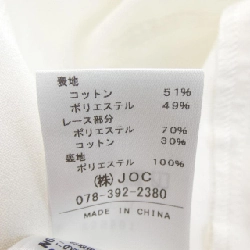 表地
コットン 51%
ポリエステル 49%
レース部分
ポリエステル 70%
コットン 30%
裏地
ポリエステル 100%
(株)JOC
078-392-2380
MADE IN CHINA